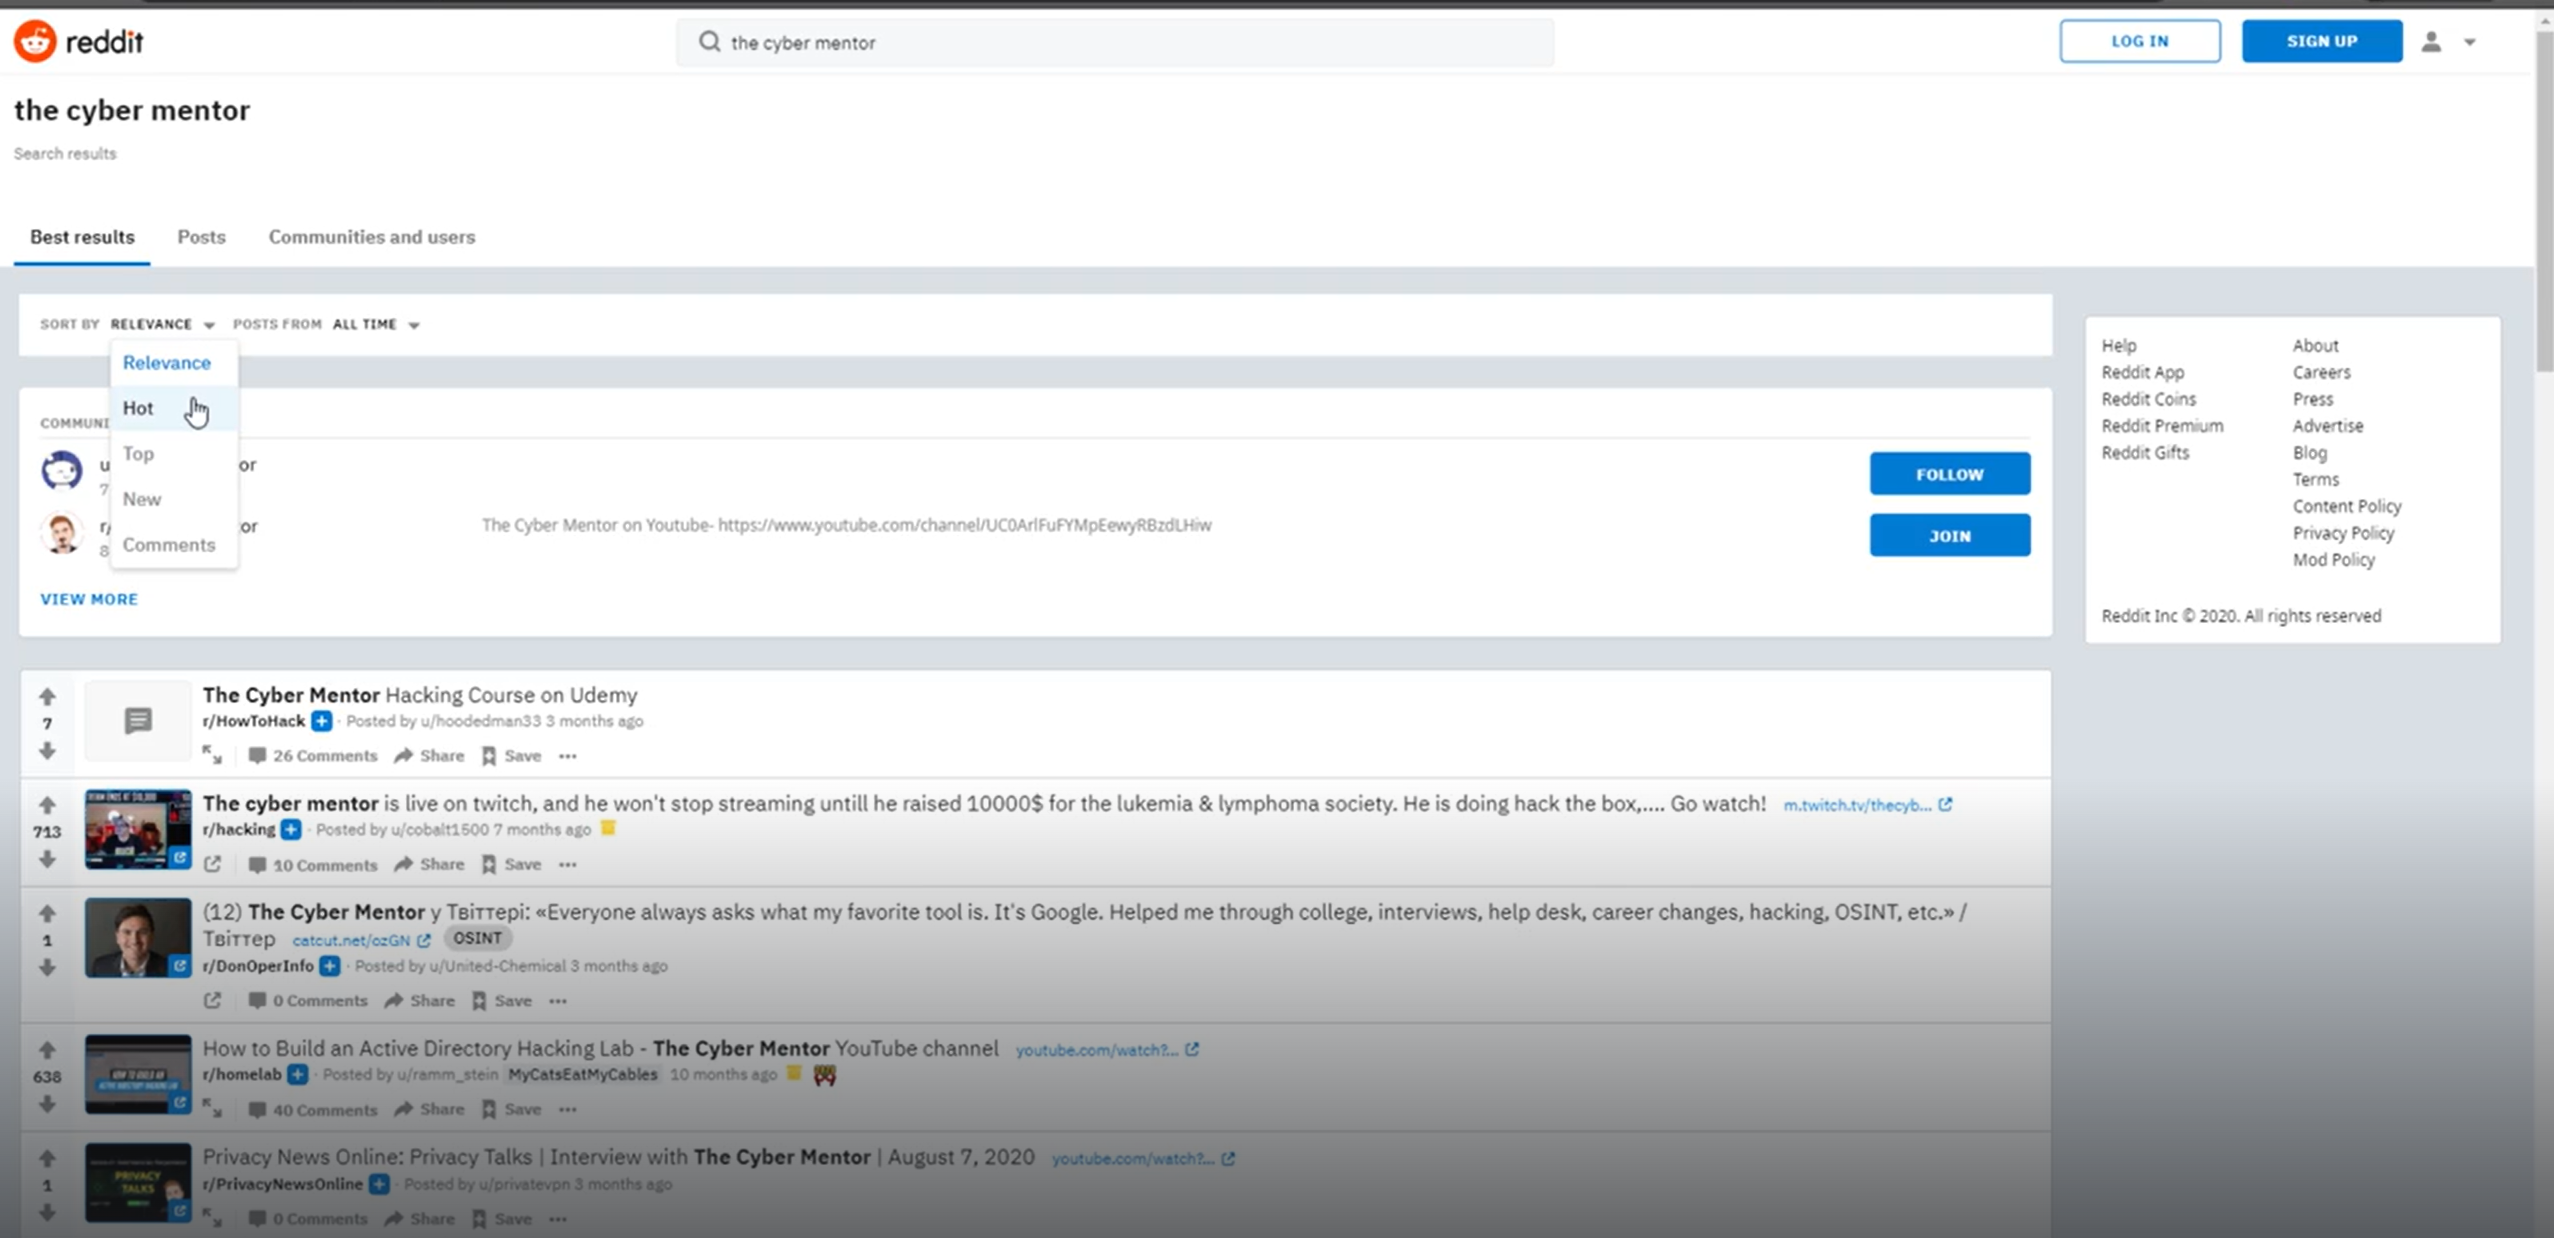 reddit
the cyber mentor
LOG IN
SIGN UP
the cyber mentor
Search results
Best results
Posts
Communities and users
SORT BY RELEVANCE POSTS FROM ALL TIME
Relevance
Hot
Top
New
Comments
COMMUNI
u or
7
FOLLOW
r/ or
8
The Cyber Mentor on Youtube- https://www.youtube.com/channel/UC0ArlFuFYMpEewyRBzdLHiw
JOIN
VIEW MORE
Help
Reddit App
Reddit Coins
Reddit Premium
Reddit Gifts
About
Careers
Press
Advertise
Blog
Terms
Content Policy
Privacy Policy
Mod Policy
Reddit Inc © 2020. All rights reserved
7
The Cyber Mentor Hacking Course on Udemy
r/HowToHack · Posted by u/hoodedman33 3 months ago
26 Comments Share Save ...
713
The cyber mentor is live on twitch, and he won't stop streaming untill he raised 10000$ for the lukemia & lymphoma society. He is doing hack the box,.... Go watch! m.twitch.tv/thecyb...
r/hacking · Posted by u/cobalt1500 7 months ago
10 Comments Share Save ...
1
(12) The Cyber Mentor у Твіттері: «Everyone always asks what my favorite tool is. It's Google. Helped me through college, interviews, help desk, career changes, hacking, OSINT, etc.» /
Твіттер catcut.net/ozGN OSINT
r/DonOperInfo · Posted by u/United-Chemical 3 months ago
0 Comments Share Save ...
638
How to Build an Active Directory Hacking Lab - The Cyber Mentor YouTube channel youtube.com/watch?...
r/homelab · Posted by u/ramm_stein MyCatsEatMyCables 10 months ago
40 Comments Share Save ...
1
PRIVACY
TALKS
Privacy News Online: Privacy Talks | Interview with The Cyber Mentor | August 7, 2020 youtube.com/watch?...
r/PrivacyNewsOnline · Posted by u/privatevpn 3 months ago
0 Comments Share Save ...